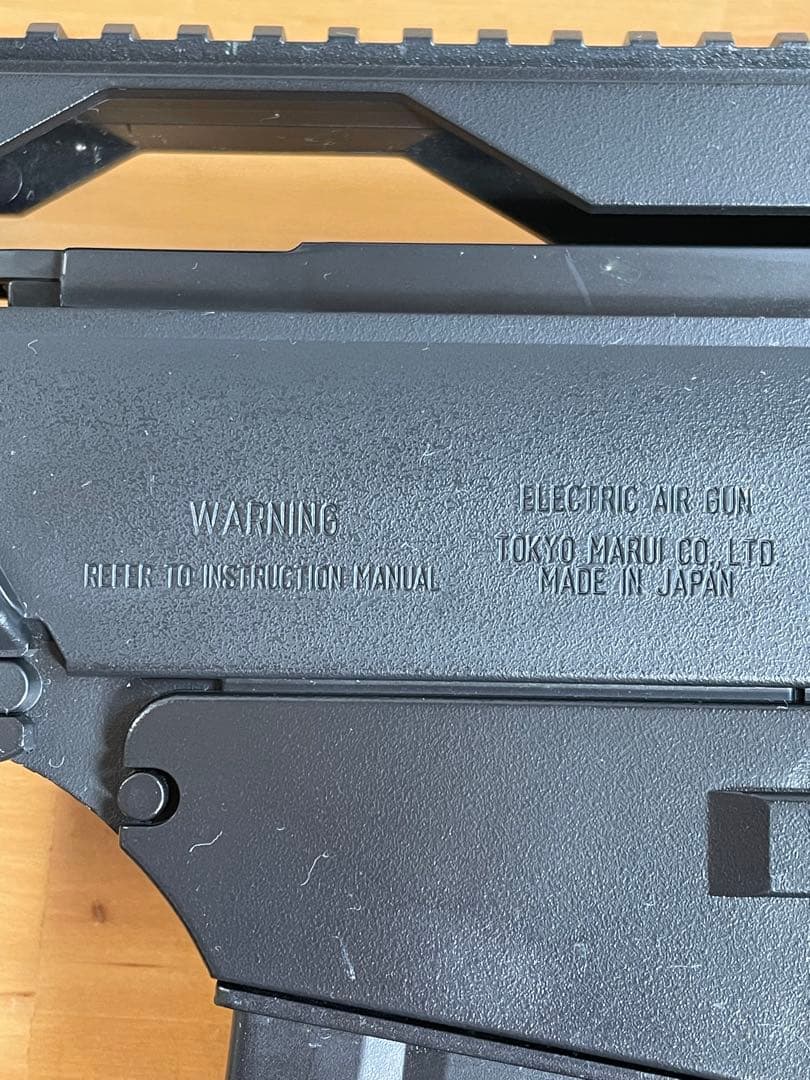 WARNING
REFER TO INSTRUCTION MANUAL
ELECTRIC AIR GUN
TOKYO MARUI CO., LTD
MADE IN JAPAN